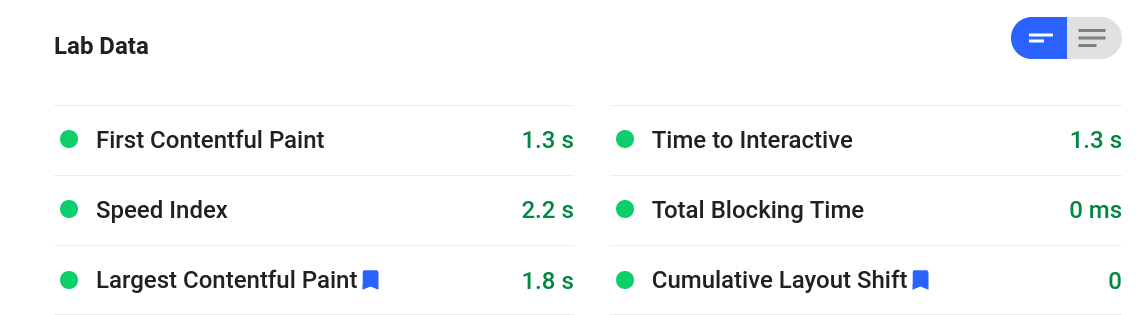 Lab Data
First Contentful Paint 1.3 s
Time to Interactive 1.3 s
Speed Index 2.2 s
Total Blocking Time 0 ms
Largest Contentful Paint 1.8 s
Cumulative Layout Shift 0